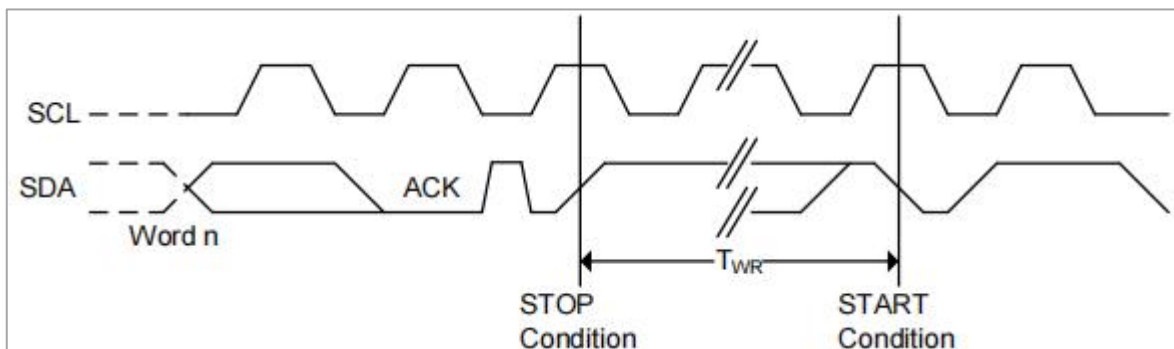 SCL
SDA
ACK
Word n
TWR
STOP
Condition
START
Condition